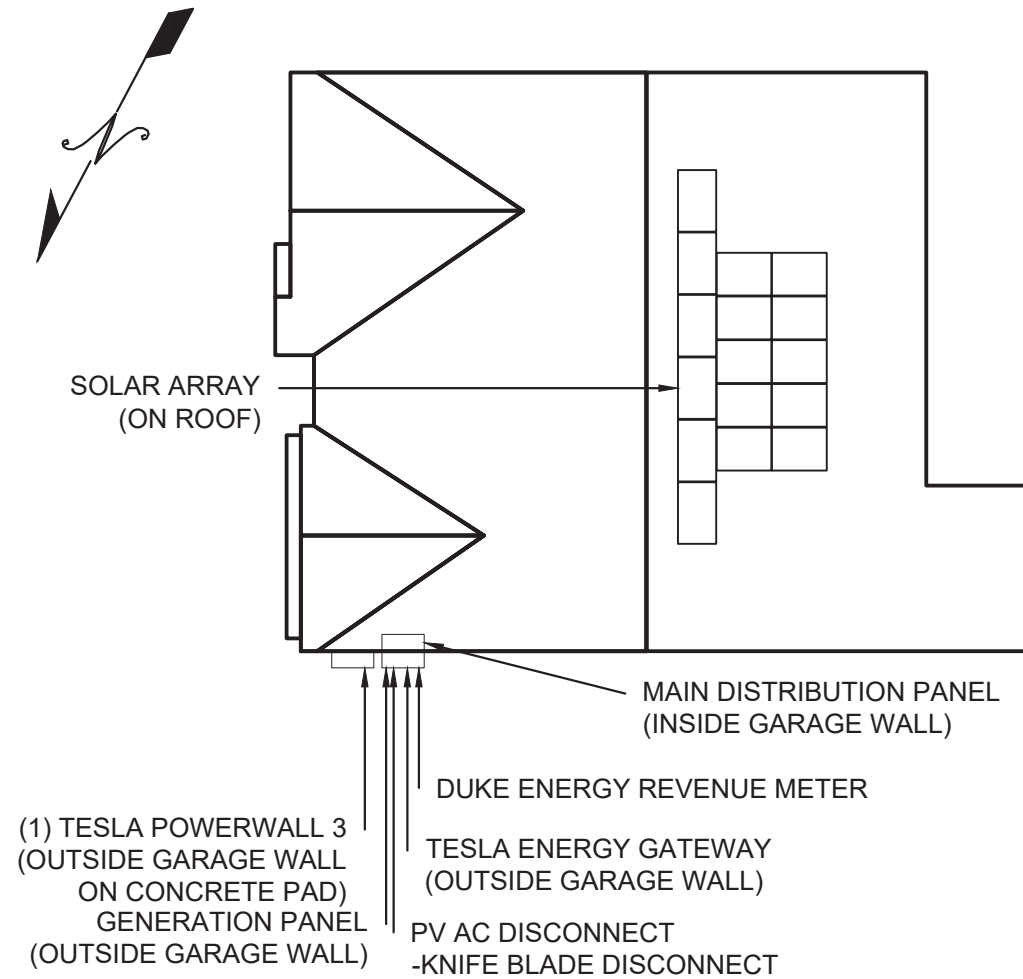 SOLAR ARRAY
(ON ROOF)
MAIN DISTRIBUTION PANEL
(INSIDE GARAGE WALL)
DUKE ENERGY REVENUE METER
(1) TESLA POWERWALL 3
(OUTSIDE GARAGE WALL
ON CONCRETE PAD)
TESLA ENERGY GATEWAY
(OUTSIDE GARAGE WALL)
GENERATION PANEL
(OUTSIDE GARAGE WALL)
PV AC DISCONNECT
-KNIFE BLADE DISCONNECT
N